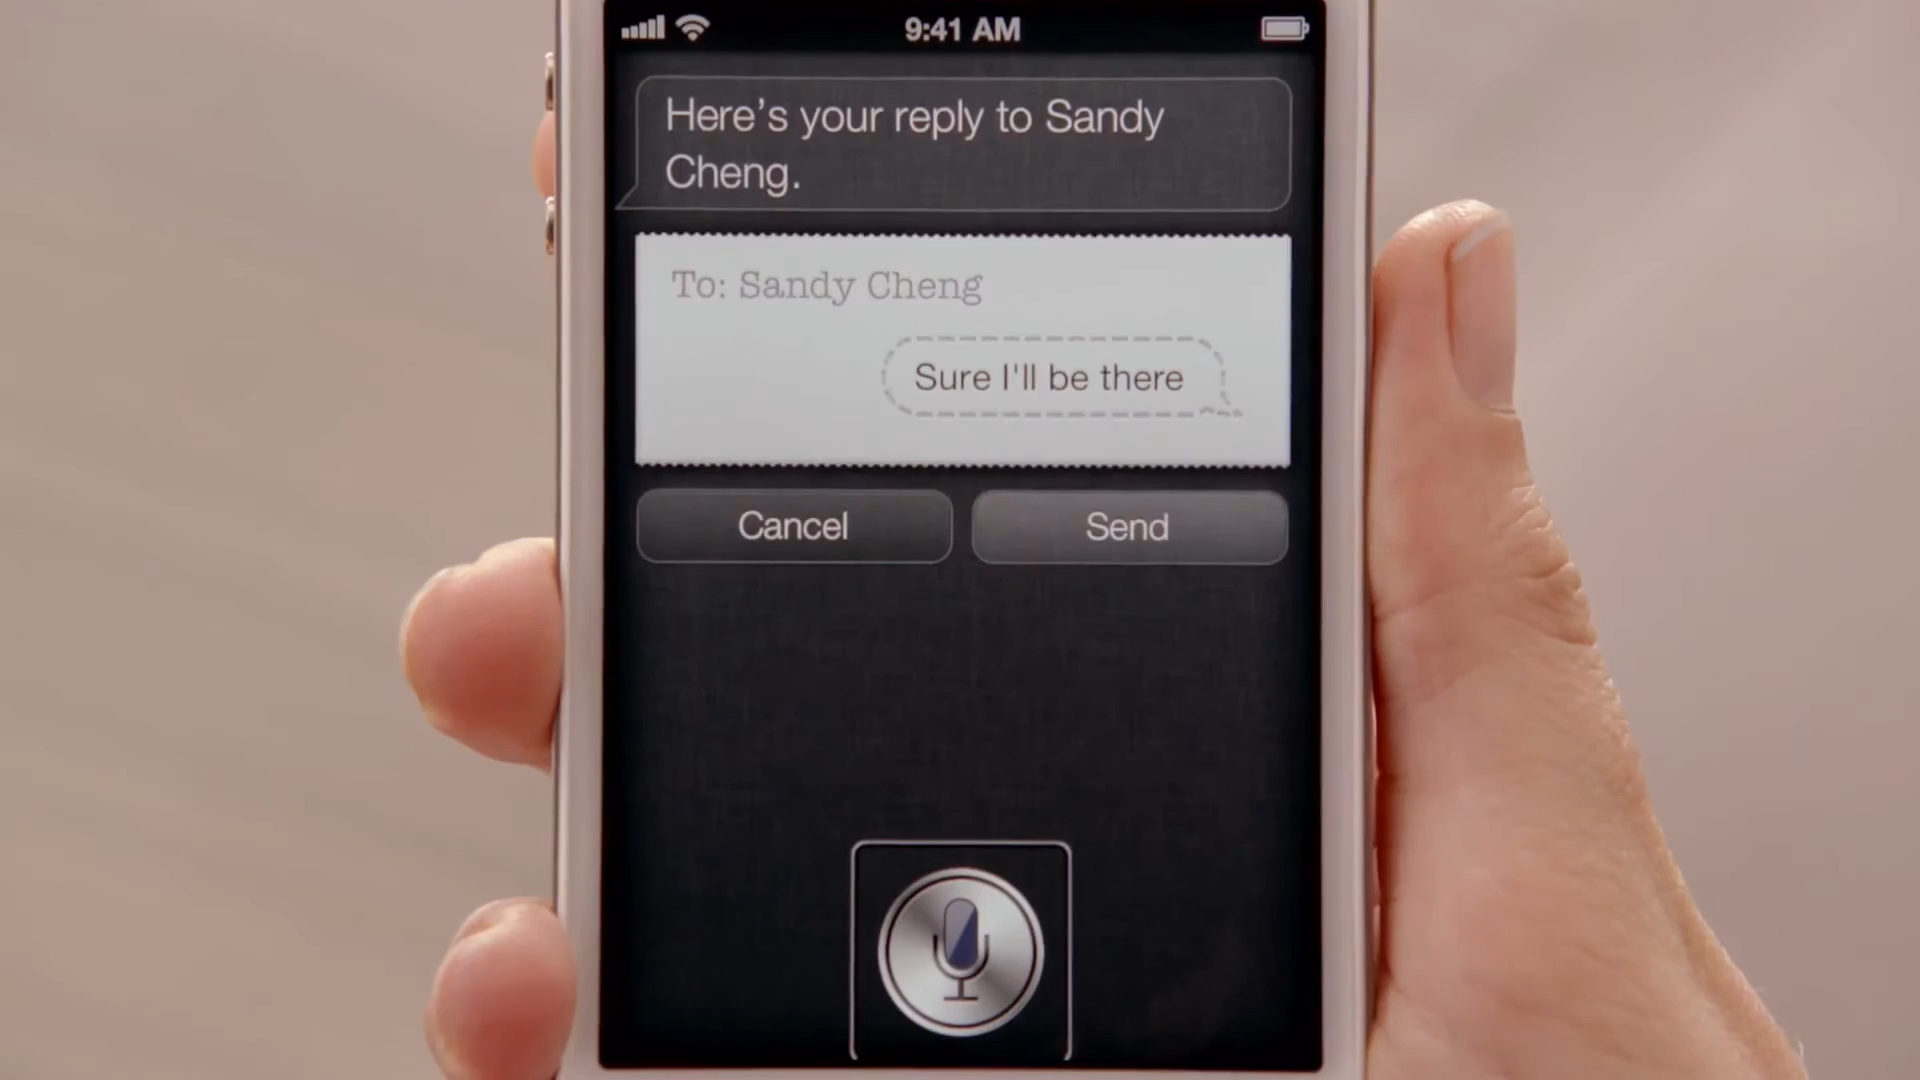 9:41 AM
Here’s your reply to Sandy
Cheng.
To: Sandy Cheng
Sure I'll be there
Cancel
Send